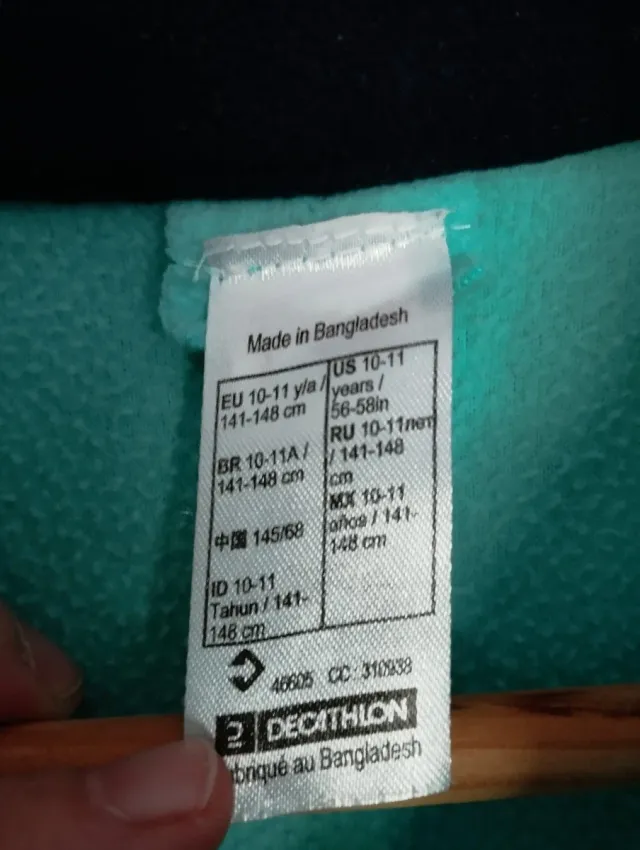 Made in Bangladesh
EU 10-11 y/a /
141-148 cm
BR 10-11A /
141-148 cm
中国 145/68
ID 10-11
Tahun / 141-
148 cm
US 10-11
years /
56-58in
RU 10-11лет
/ 141-148
cm
MX 10-11
años / 141-
148 cm
46605 CC : 310938
DECATHLON
briqué au Bangladesh